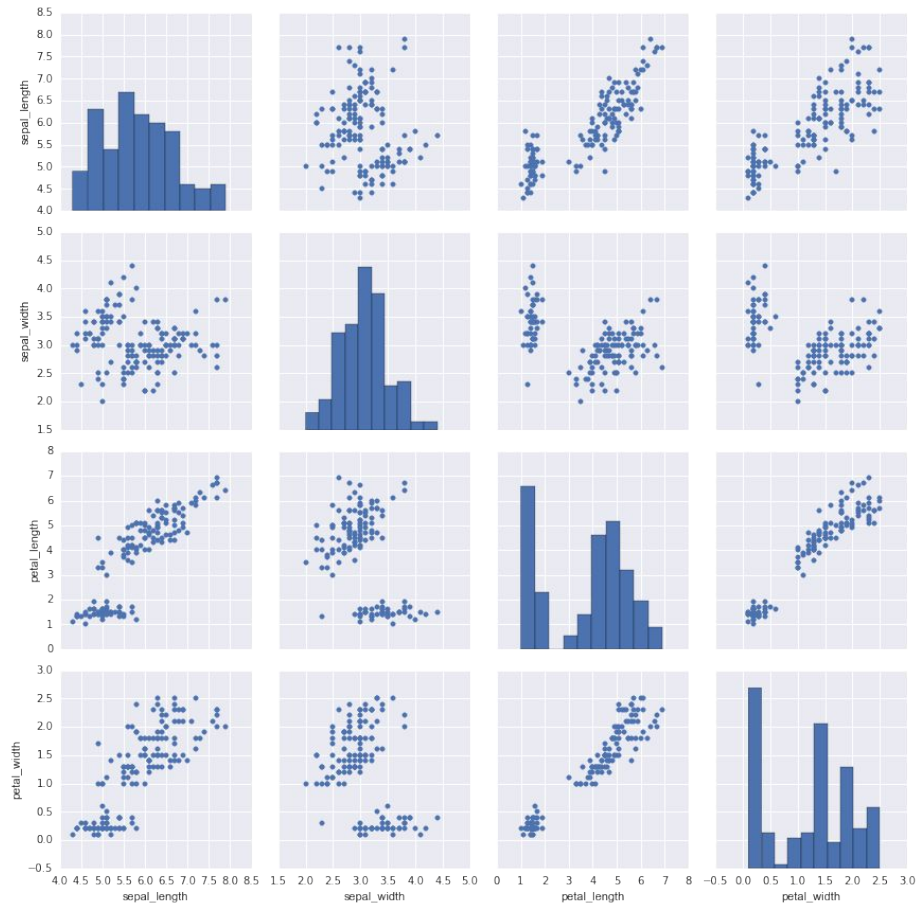 8.5
8.0
7.5
7.0
6.5
6.0
5.5
5.0
4.5
4.0
sepal_length
5.0
4.5
4.0
3.5
3.0
2.5
2.0
1.5
sepal_width
8
7
6
5
4
3
2
1
0
petal_length
3.0
2.5
2.0
1.5
1.0
0.5
0.0
−0.5
petal_width
4.0 4.5 5.0 5.5 6.0 6.5 7.0 7.5 8.0 8.5
sepal_length
1.5 2.0 2.5 3.0 3.5 4.0 4.5 5.0
sepal_width
0 1 2 3 4 5 6 7 8
petal_length
−0.5 0.0 0.5 1.0 1.5 2.0 2.5 3.0
petal_width